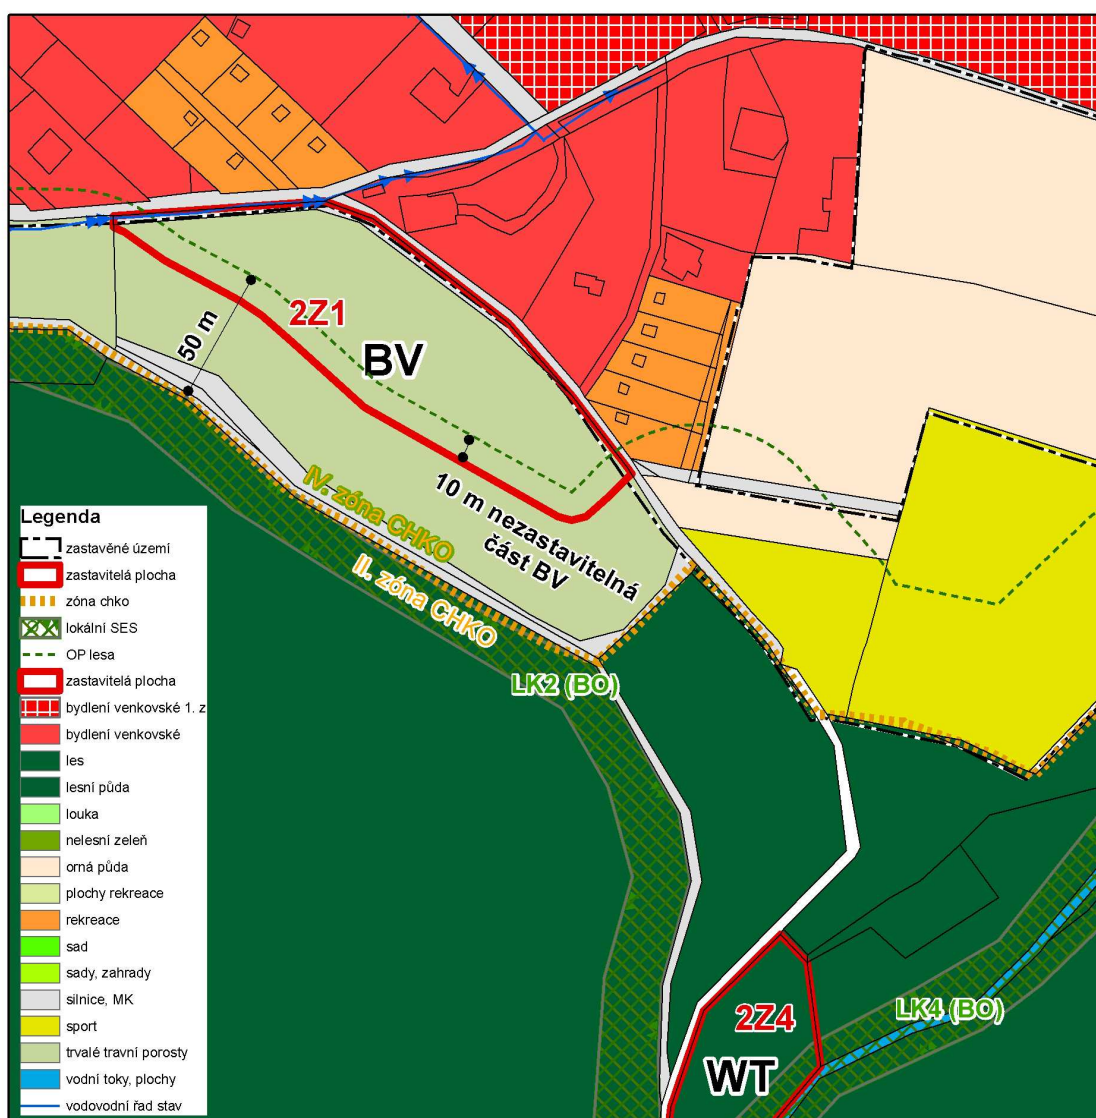 2Z1
BV
50 m
10 m nezastavitelná
část BV
IV. zóna CHKO
II. zóna CHKO
LK2 (BO)
LK4 (BO)
2Z4
WT
Legenda
zastavěné území
zastavitelá plocha
zóna chko
lokální SES
OP lesa
zastavitelá plocha
bydlení venkovské 1. z
bydlení venkovské
les
lesní půda
louka
nelesní zeleň
orná půda
plochy rekreace
rekreace
sad
sady, zahrady
silnice, MK
sport
trvalé travní porosty
vodní toky, plochy
vodovodní řad stav